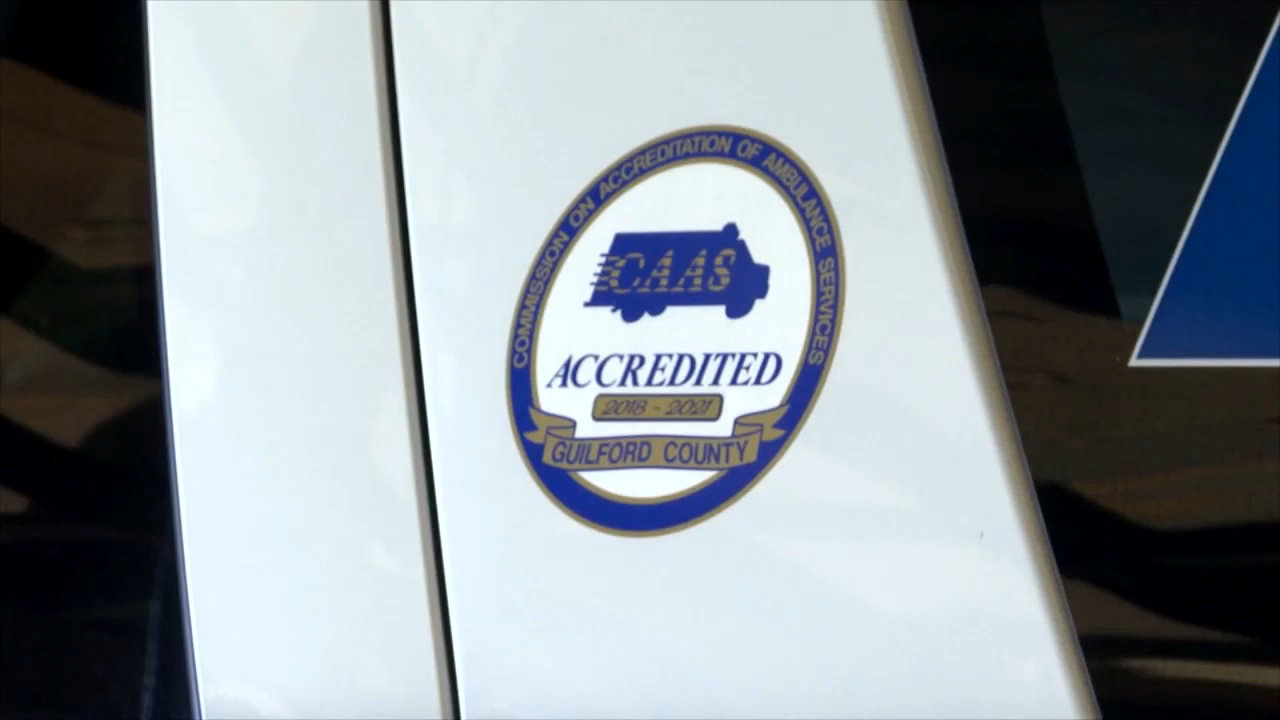 COMMISSION ON ACCREDITATION OF AMBULANCE SERVICES
CAAS
ACCREDITED
2018 - 2021
GUILFORD COUNTY